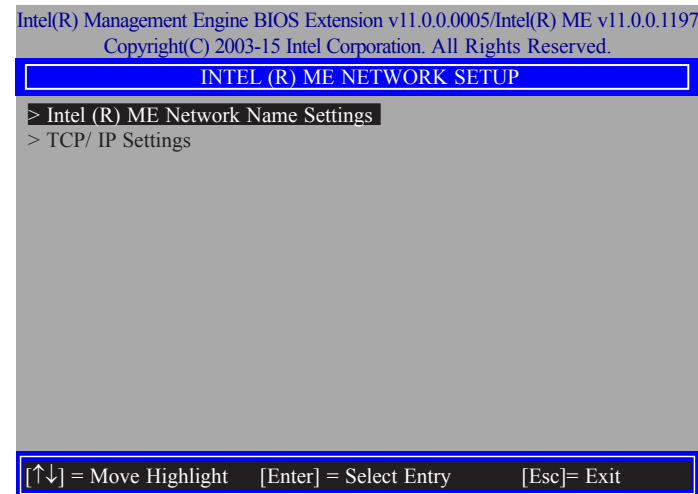 Intel(R) Management Engine BIOS Extension v11.0.0.0005/Intel(R) ME v11.0.0.1197
Copyright(C) 2003-15 Intel Corporation. All Rights Reserved.
INTEL (R) ME NETWORK SETUP
> Intel (R) ME Network Name Settings
> TCP/ IP Settings
[↑↓] = Move Highlight [Enter] = Select Entry [Esc]= Exit